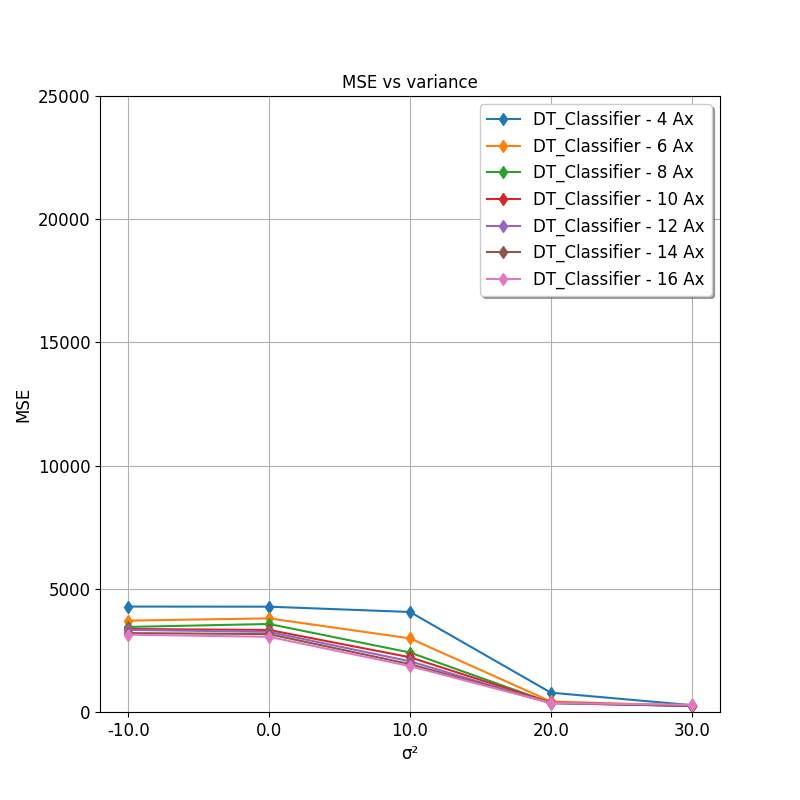 MSE vs variance
25000
20000
15000
10000
5000
0
MSE
DT_Classifier - 4 Ax
DT_Classifier - 6 Ax
DT_Classifier - 8 Ax
DT_Classifier - 10 Ax
DT_Classifier - 12 Ax
DT_Classifier - 14 Ax
DT_Classifier - 16 Ax
-10.0 0.0 10.0 20.0 30.0
σ²